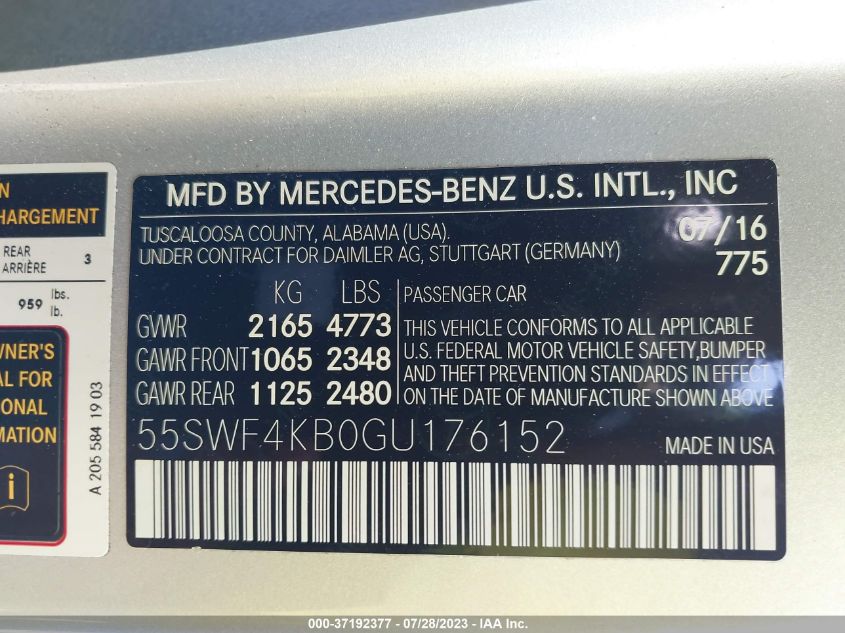 N
HARGEMENT
REAR 3
ARRIÈRE
959 lbs.
lb.
WNER'S
AL FOR
IONAL
MATION
i
A 205 584 19 03
MFD BY MERCEDES-BENZ U.S. INTL., INC
TUSCALOOSA COUNTY, ALABAMA (USA). 07/16
UNDER CONTRACT FOR DAIMLER AG, STUTTGART (GERMANY) 775
KG LBS PASSENGER CAR
GVWR 2165 4773
GAWR FRONT 1065 2348
GAWR REAR 1125 2480
THIS VEHICLE CONFORMS TO ALL APPLICABLE
U.S. FEDERAL MOTOR VEHICLE SAFETY,BUMPER
AND THEFT PREVENTION STANDARDS IN EFFECT
ON THE DATE OF MANUFACTURE SHOWN ABOVE
55SWF4KB0GU176152 MADE IN USA
000-37192377 - 07/28/2023 - IAA Inc.